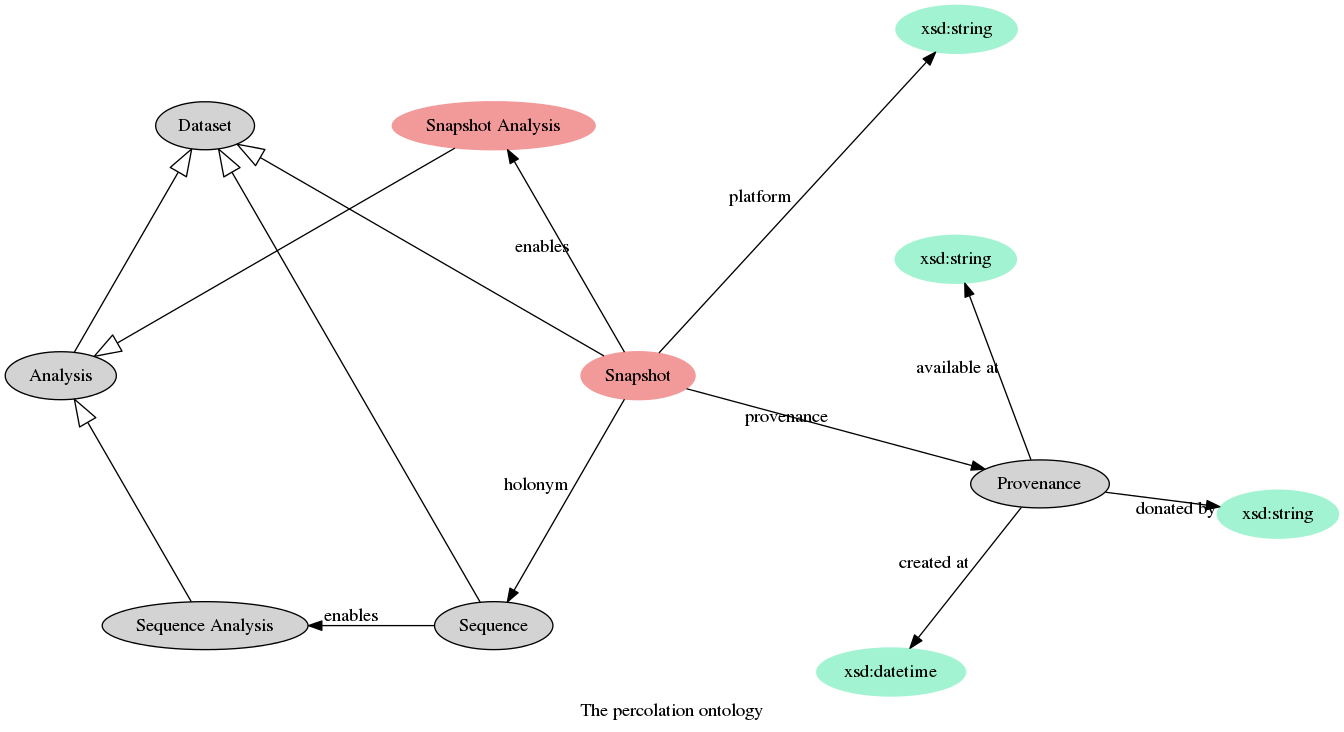 xsd:string
Dataset
Snapshot Analysis
platform
enables
xsd:string
available at
Analysis
Snapshot
provenance
holonym
Provenance
donated by
xsd:string
created at
enables
Sequence Analysis
Sequence
xsd:datetime
The percolation ontology